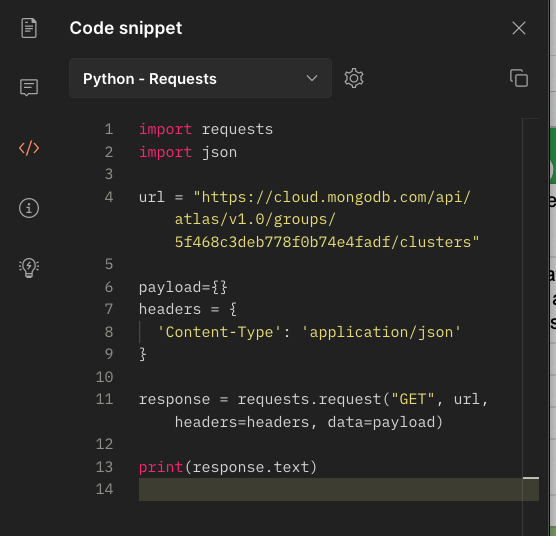 Code snippet
Python - Requests
1 import requests
2 import json
3
4 url = "https://cloud.mongodb.com/api/
atlas/v1.0/groups/
5f468c3deb778f0b74e4fadf/clusters"
5
6 payload={}
7 headers = {
8   'Content-Type': 'application/json'
9 }
10
11 response = requests.request("GET", url,
headers=headers, data=payload)
12
13 print(response.text)
14